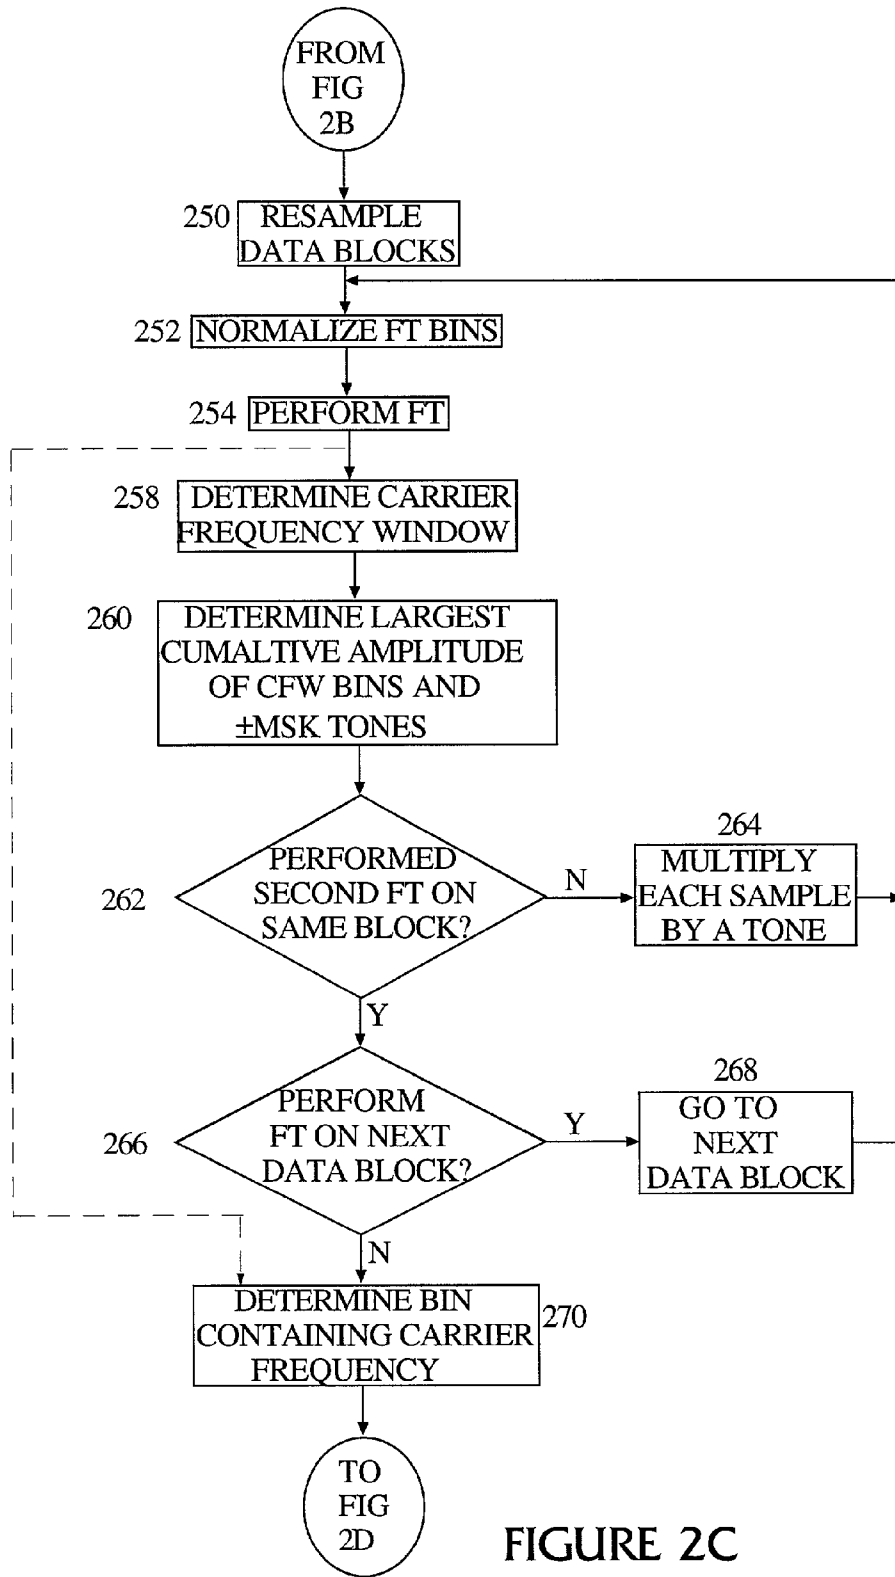 FROM
FIG
2B
250
RESAMPLE
DATA BLOCKS
252
NORMALIZE FT BINS
254
PERFORM FT
258
DETERMINE CARRIER
FREQUENCY WINDOW
260
DETERMINE LARGEST
CUMALTIVE AMPLITUDE
OF CFW BINS AND
±MSK TONES
262
PERFORMED
SECOND FT ON
SAME BLOCK?
N
264
MULTIPLY
EACH SAMPLE
BY A TONE
Y
266
PERFORM
FT ON NEXT
DATA BLOCK?
Y
268
GO TO
NEXT
DATA BLOCK
N
DETERMINE BIN
CONTAINING CARRIER
FREQUENCY
270
TO
FIG
2D
FIGURE 2C